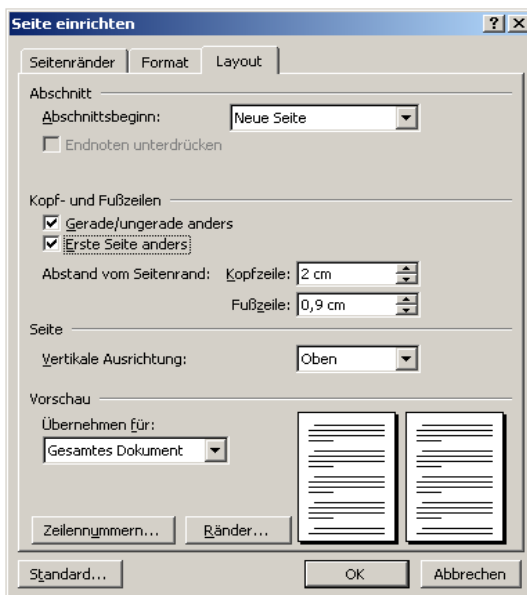 Seite einrichten
Seitenränder Format Layout
Abschnitt
Abschnittsbeginn: Neue Seite
Endnoten unterdrücken
Kopf- und Fußzeilen
Gerade/ungerade anders
Erste Seite anders
Abstand vom Seitenrand: Kopfzeile: 2 cm
Fußzeile: 0,9 cm
Seite
Vertikale Ausrichtung: Oben
Vorschau
Übernehmen für:
Gesamtes Dokument
Zeilennummern... Ränder...
Standard... OK Abbrechen